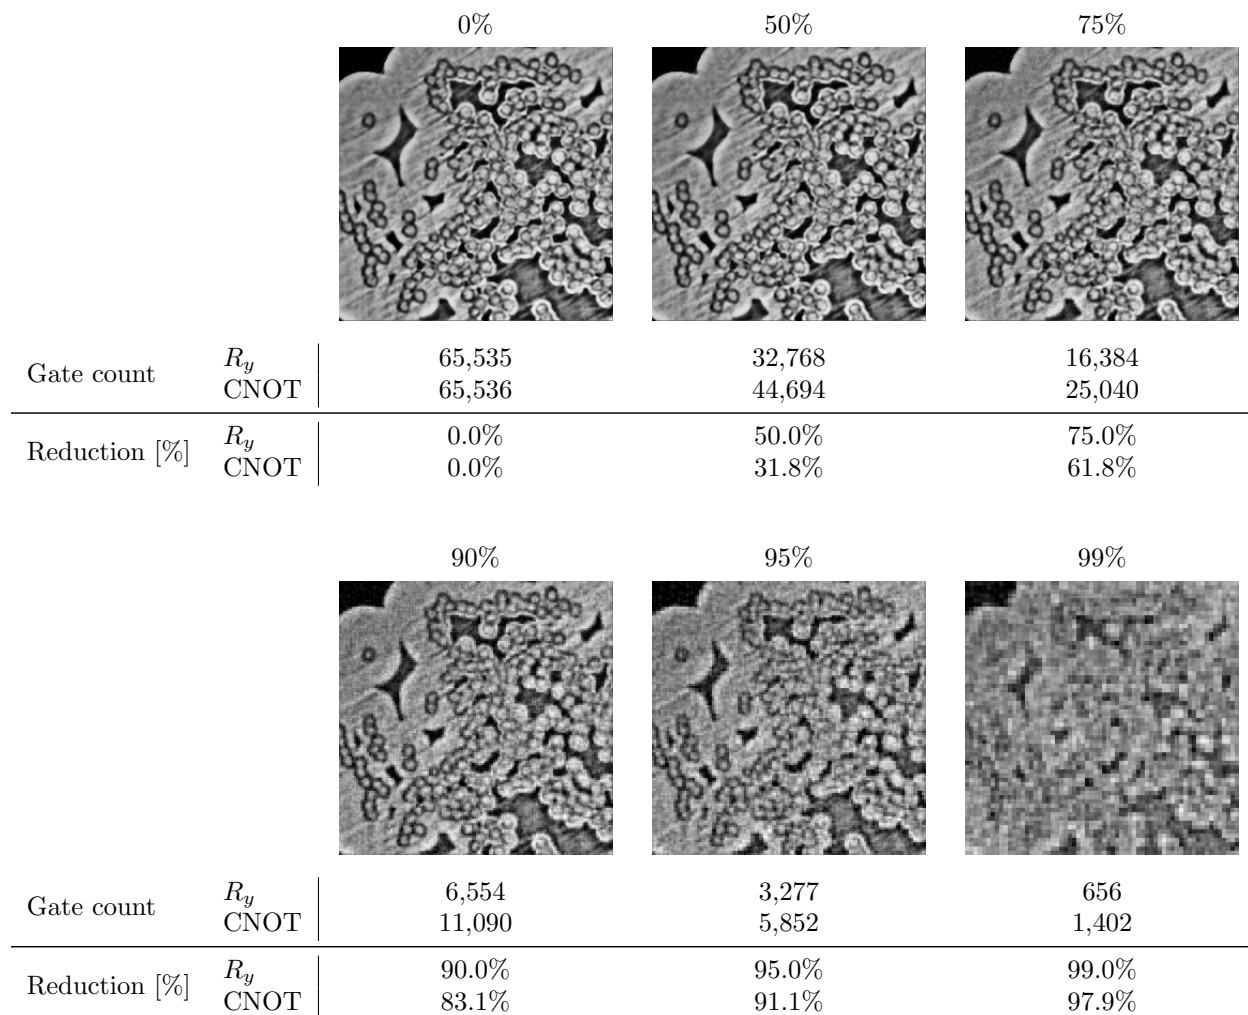 0% 50% 75%
Gate count R_y 65,535 32,768 16,384
CNOT 65,536 44,694 25,040
Reduction [%] R_y 0.0% 50.0% 75.0%
CNOT 0.0% 31.8% 61.8%
90% 95% 99%
Gate count R_y 6,554 3,277 656
CNOT 11,090 5,852 1,402
Reduction [%] R_y 90.0% 95.0% 99.0%
CNOT 83.1% 91.1% 97.9%